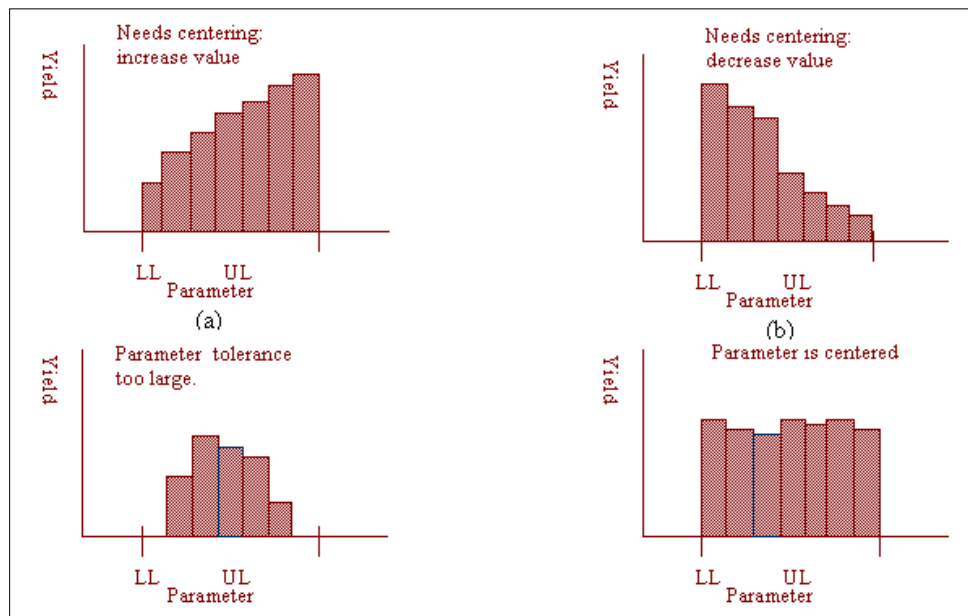 Needs centering:
increase value
Yield
LL UL
Parameter
(a)
Needs centering:
decrease value
Yield
LL UL
Parameter
(b)
Parameter tolerance
too large.
Yield
LL UL
Parameter
Parameter is centered
Yield
LL UL
Parameter